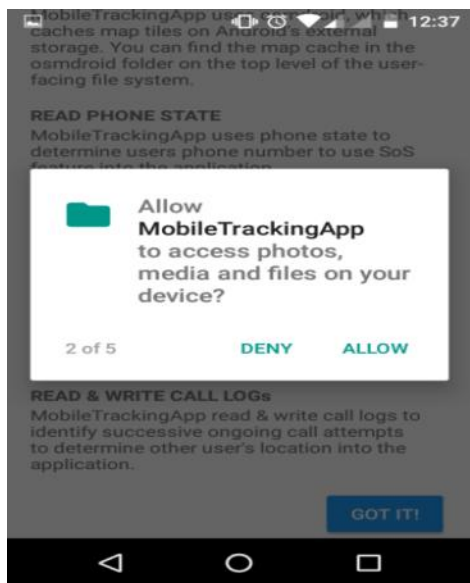 12:37
MobileTrackingApp uses osmdroid, which
caches map tiles on Android's external
storage. You can find the map cache in the
osmdroid folder on the top level of the user-
facing file system.
READ PHONE STATE
MobileTrackingApp uses phone state to
determine users phone number to use SoS
feature into the application.
Allow
MobileTrackingApp
to access photos,
media and files on your
device?
2 of 5
DENY
ALLOW
READ & WRITE CALL LOGs
MobileTrackingApp read & write call logs to
identify successive ongoing call attempts
to determine other user's location into the
application.
GOT IT!